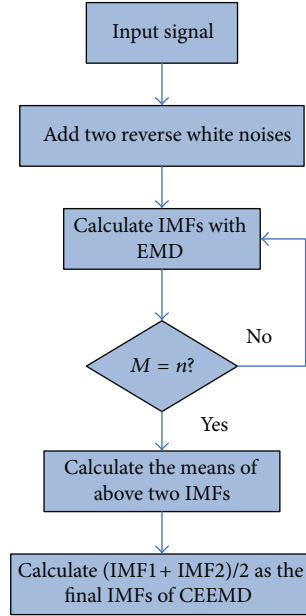 Input signal
Add two reverse white noises
Calculate IMFs with
EMD
No
M = n?
Yes
Calculate the means of
above two IMFs
Calculate (IMF1 + IMF2)/2 as the
final IMFs of CEEMD